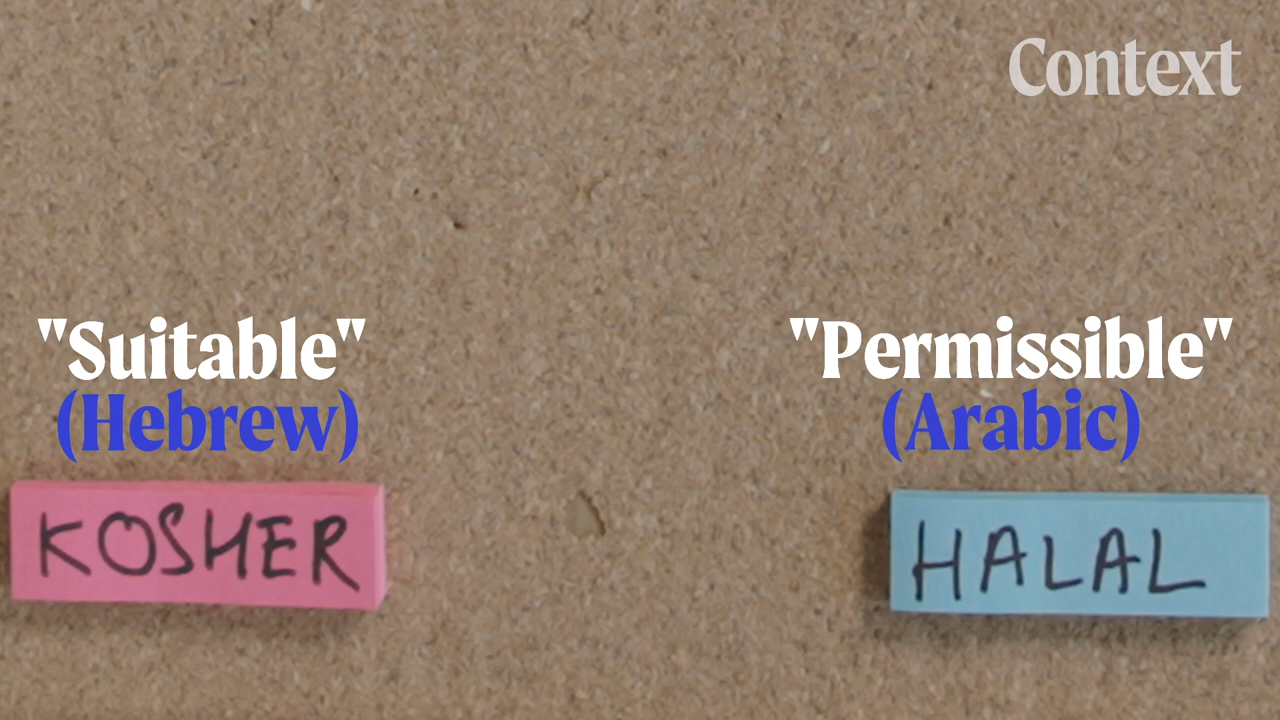 Context
"Suitable"
(Hebrew)
"Permissible"
(Arabic)
KOSHER
HALAL